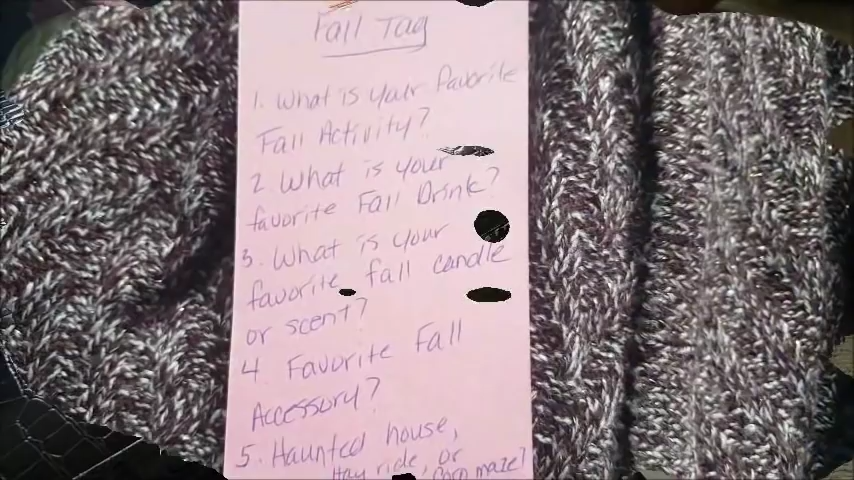 Fall Tag
1. What is your favorite
Fall Activity?
2 What is your
favorite Fall Drink?
3. What is your
favorite fall candle
or scent?
4 Favorite Fall
Accessory?
5. Haunted house,
Hay ride, or Corn maze?